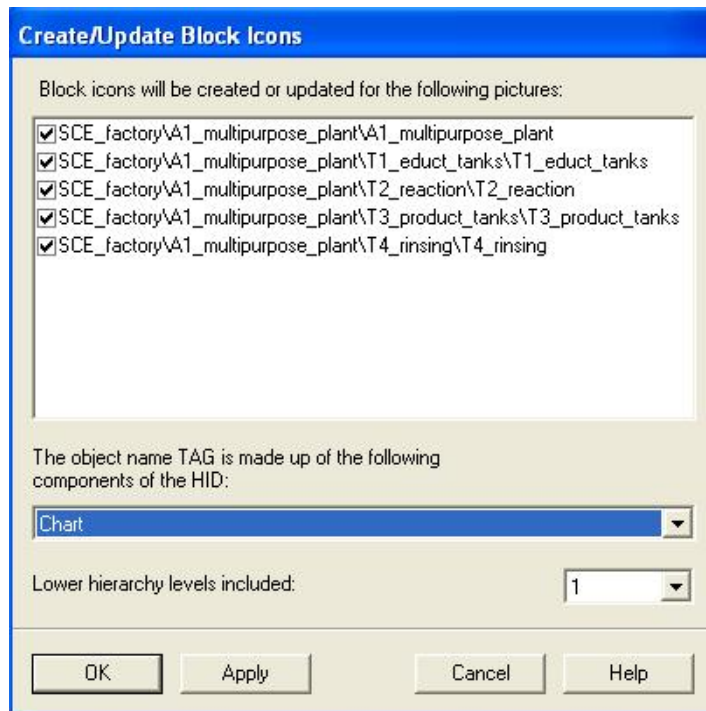 Create/Update Block Icons
Block icons will be created or updated for the following pictures:
SCE_factory\A1_multipurpose_plant\A1_multipurpose_plant
SCE_factory\A1_multipurpose_plant\T1_educt_tanks\T1_educt_tanks
SCE_factory\A1_multipurpose_plant\T2_reaction\T2_reaction
SCE_factory\A1_multipurpose_plant\T3_product_tanks\T3_product_tanks
SCE_factory\A1_multipurpose_plant\T4_rinsing\T4_rinsing
The object name TAG is made up of the following
components of the HID:
Chart
Lower hierarchy levels included:
1
OK
Apply
Cancel
Help